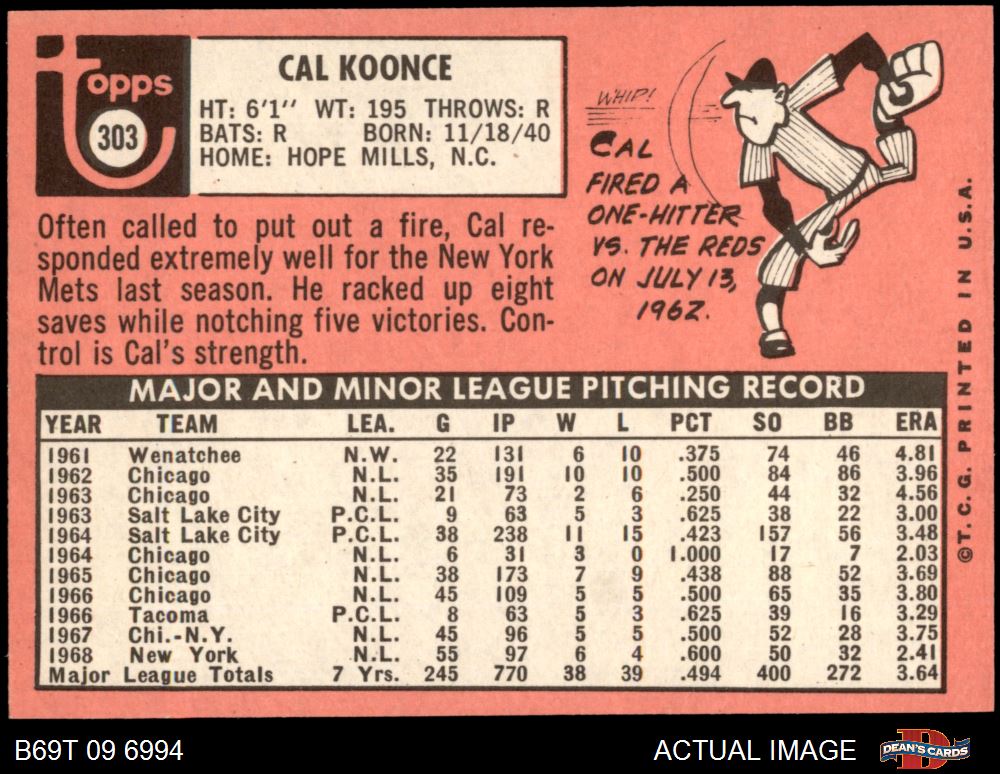 Topps
303
CAL KOONCE
HT: 6'1" WT: 195 THROWS: R
BATS: R BORN: 11/18/40
HOME: HOPE MILLS, N.C.
Often called to put out a fire, Cal re-
sponded extremely well for the New York
Mets last season. He racked up eight
saves while notching five victories. Con-
trol is Cal's strength.
WHIP!
CAL
FIRED A
ONE-HITTER
VS. THE REDS
ON JULY 13,
1962.
MAJOR AND MINOR LEAGUE PITCHING RECORD
YEAR TEAM LEA. G IP W L PCT SO BB ERA
1961 Wenatchee N.W. 22 131 6 10 .375 74 46 4.81
1962 Chicago N.L. 35 191 10 10 .500 84 86 3.96
1963 Chicago N.L. 21 73 2 6 .250 44 32 4.56
1963 Salt Lake City P.C.L. 9 63 5 3 .625 38 22 3.00
1964 Salt Lake City P.C.L. 38 238 11 15 .423 157 56 3.48
1964 Chicago N.L. 6 31 3 0 1.000 17 7 2.03
1965 Chicago N.L. 38 173 7 9 .438 88 52 3.69
1966 Chicago N.L. 45 109 5 5 .500 65 35 3.80
1966 Tacoma P.C.L. 8 63 5 3 .625 39 16 3.29
1967 Chi.-N.Y. N.L. 45 96 5 5 .500 52 28 3.75
1968 New York N.L. 55 97 6 4 .600 50 32 2.41
Major League Totals 7 Yrs. 245 770 38 39 .494 400 272 3.64
©T.C.G. PRINTED IN U.S.A.
B69T 09 6994
ACTUAL IMAGE
DEAN'S CARDS